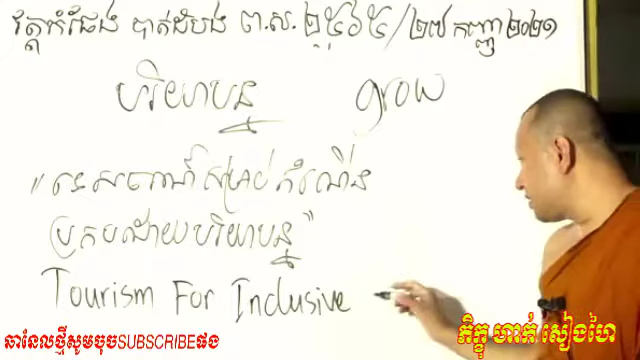 វត្តកំផែង បាត់ដំបង ព.ស. ២៥៦៥/២៧ កញ្ញា ២០២១
បរិយាបន្ន grow
"ទេសចរណ៍សម្រាប់កំណើន
ប្រកបដោយបរិយាបន្ន"
Tourism For Inclusive
ឆានែលថ្មីសូមចុចSUBSCRIBEផង
ភិក្ខុ ហាក់ សៀងហៃ